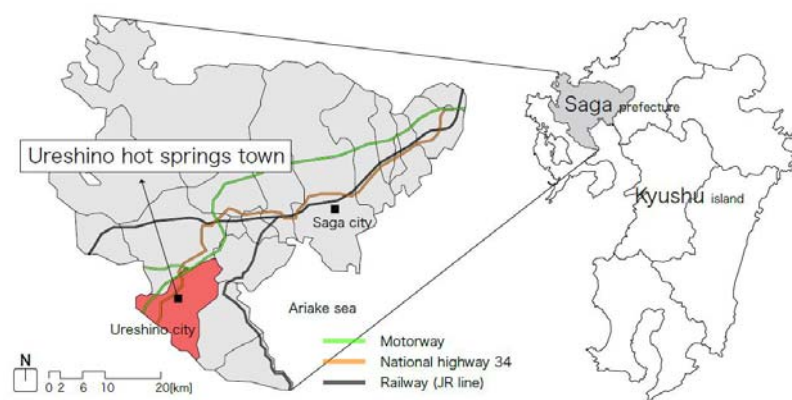 Saga prefecture
Ureshino hot springs town
Kyushu island
Saga city
Ariake sea
Ureshino city
Motorway
National highway 34
Railway (JR line)
N
0 2 6 10 20[km]